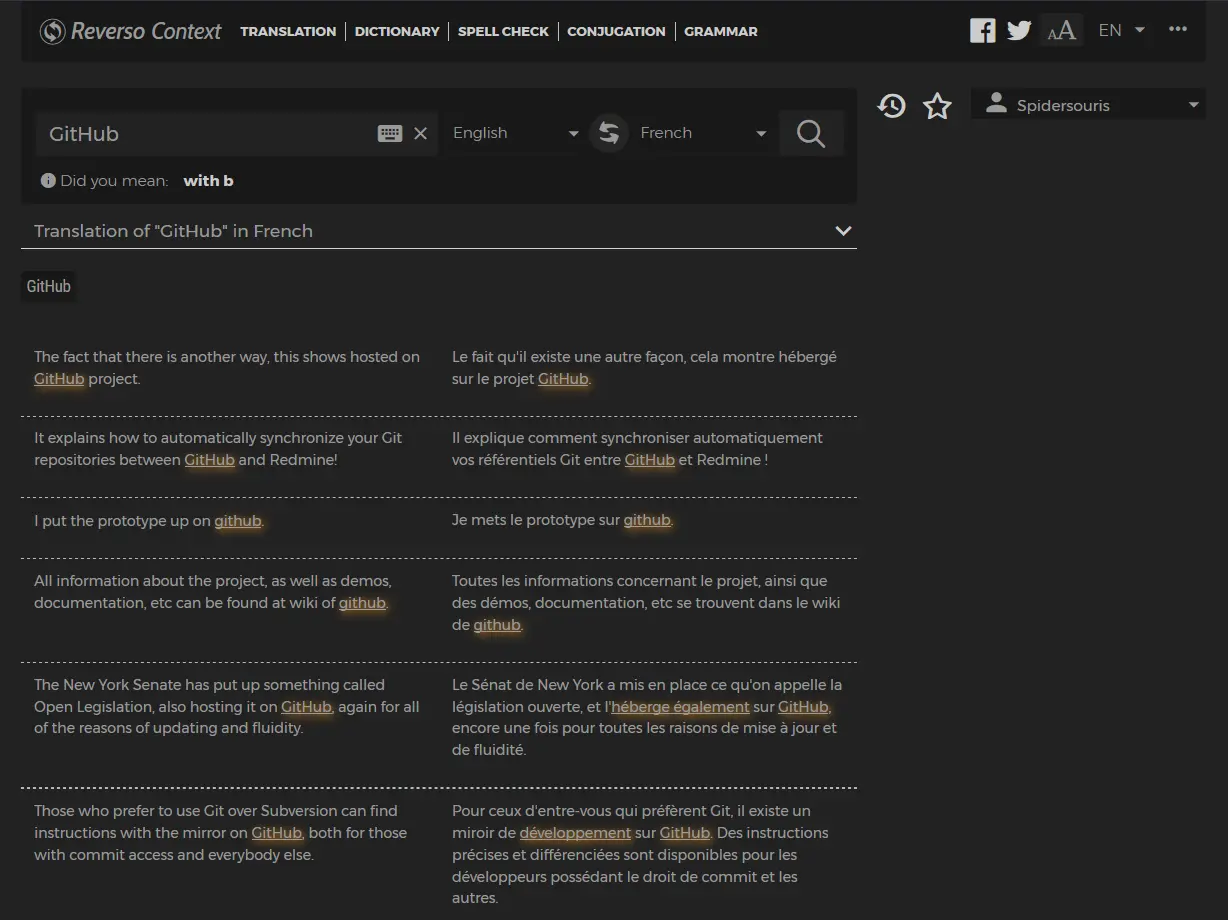 Reverso Context TRANSLATION DICTIONARY SPELL CHECK CONJUGATION GRAMMAR AA EN
GitHub English French
Spidersouris
Did you mean: with b
Translation of "GitHub" in French
GitHub
The fact that there is another way, this shows hosted on
GitHub project.
Le fait qu'il existe une autre façon, cela montre hébergé
sur le projet GitHub.
It explains how to automatically synchronize your Git
repositories between GitHub and Redmine!
Il explique comment synchroniser automatiquement
vos référentiels Git entre GitHub et Redmine !
I put the prototype up on github.
Je mets le prototype sur github.
All information about the project, as well as demos,
documentation, etc can be found at wiki of github.
Toutes les informations concernant le projet, ainsi que
des démos, documentation, etc se trouvent dans le wiki
de github.
The New York Senate has put up something called
Open Legislation, also hosting it on GitHub, again for all
of the reasons of updating and fluidity.
Le Sénat de New York a mis en place ce qu'on appelle la
législation ouverte, et l'héberge également sur GitHub,
encore une fois pour toutes les raisons de mise à jour et
de fluidité.
Those who prefer to use Git over Subversion can find
instructions with the mirror on GitHub, both for those
with commit access and everybody else.
Pour ceux d'entre-vous qui préfèrent Git, il existe un
miroir de développement sur GitHub. Des instructions
précises et différenciées sont disponibles pour les
développeurs possédant le droit de commit et les
autres.